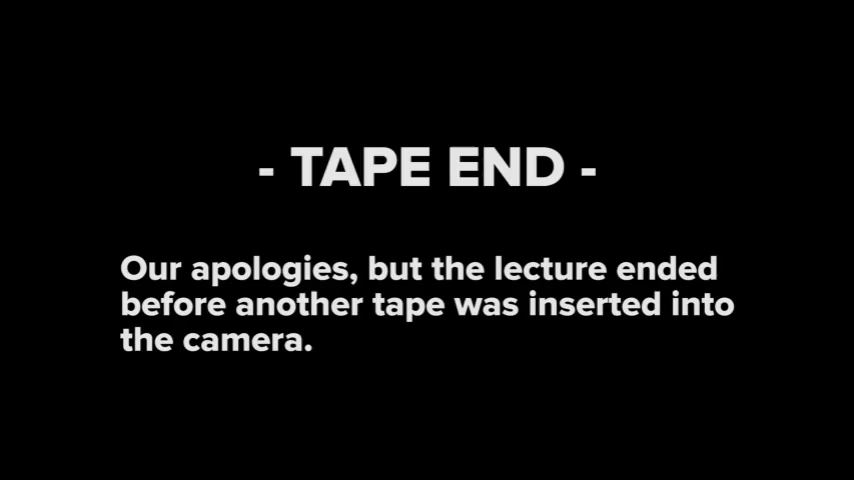 - TAPE END -
Our apologies, but the lecture ended
before another tape was inserted into
the camera.